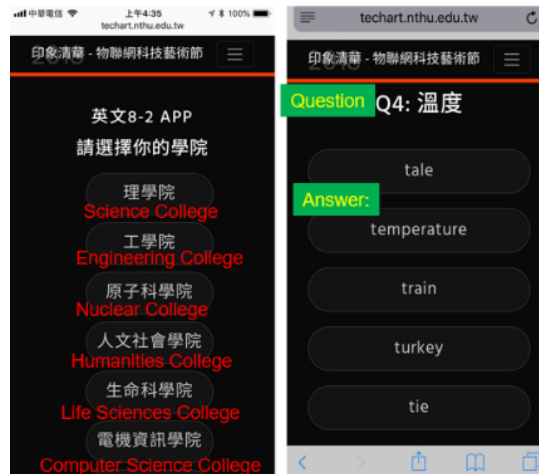 中華電信 上午4:35 100%
techart.nthu.edu.tw
印象清華 - 物聯網科技藝術節
英文8-2 APP
請選擇你的學院
理學院
Science College
工學院
Engineering College
原子科學院
Nuclear College
人文社會學院
Humanities College
生命科學院
Life Sciences College
電機資訊學院
Computer Science College
techart.nthu.edu.tw
印象清華 - 物聯網科技藝術節
Question Q4: 溫度
tale
Answer:
temperature
train
turkey
tie